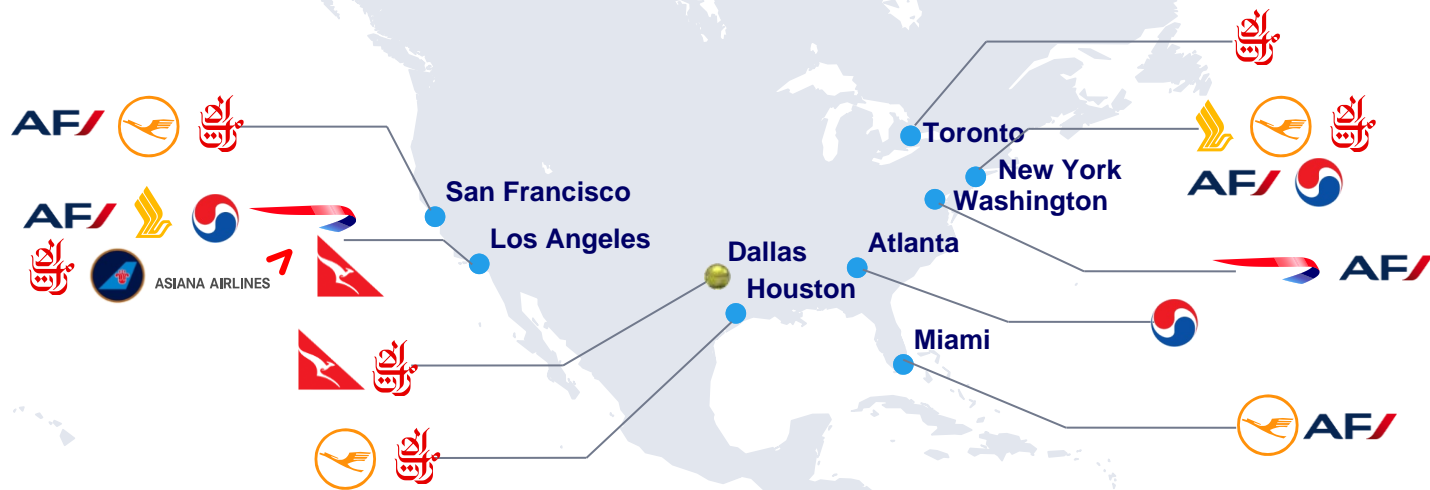 Toronto
AF
New York
San Francisco
Washington
AF
AF
Los Angeles
Atlanta
Dallas
AF
ASIANA AIRLINES
Houston
Miami
AF